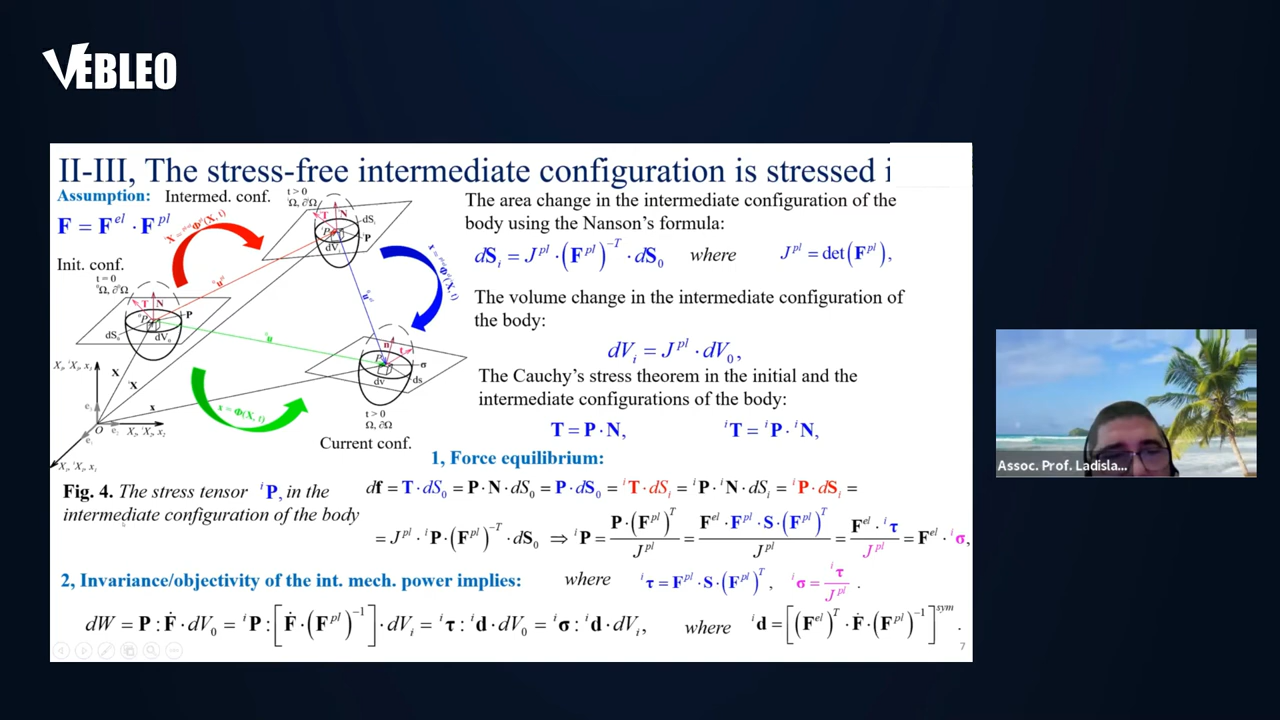 VEBLEO
II-III, The stress-free intermediate configuration is stressed i
Assumption: Intermed. conf.
F = F^el · F^pl
Init. conf.
t = 0
t > 0
Ω, ∂Ω
Current conf.
Fig. 4. The stress tensor ^iP, in the
intermediate configuration of the body
The area change in the intermediate configuration of the
body using the Nanson's formula:
dS_i = J^pl · (F^pl)^-T · dS_0 where J^pl = det(F^pl),
The volume change in the intermediate configuration of
the body:
dV_i = J^pl · dV_0,
The Cauchy's stress theorem in the initial and the
intermediate configurations of the body:
T = P · N, ^iT = ^iP · ^iN,
1, Force equilibrium:
df = T · dS_0 = P · N · dS_0 = P · dS_0 = ^iT · dS_i = ^iP · ^iN · dS_i = ^iP · dS_i =
= J^pl · ^iP · (F^pl)^-T · dS_0 ⇒ ^iP = P · (F^pl)^T / J^pl = F^el · F^pl · S · (F^pl)^T / J^pl = F^el · ^iτ / J^pl = F^el · ^iσ,
2, Invariance/objectivity of the int. mech. power implies: where ^iτ = F^pl · S · (F^pl)^T, ^iσ = ^iτ / J^pl .
dW = P : Ḟ · dV_0 = ^iP : [Ḟ · (F^pl)^-1] · dV_i = ^iτ : ^id · dV_0 = ^iσ : ^id · dV_i, where ^id = [(F^el)^T · Ḟ · (F^pl)^-1]^sym .
7
Assoc. Prof. Ladisla...